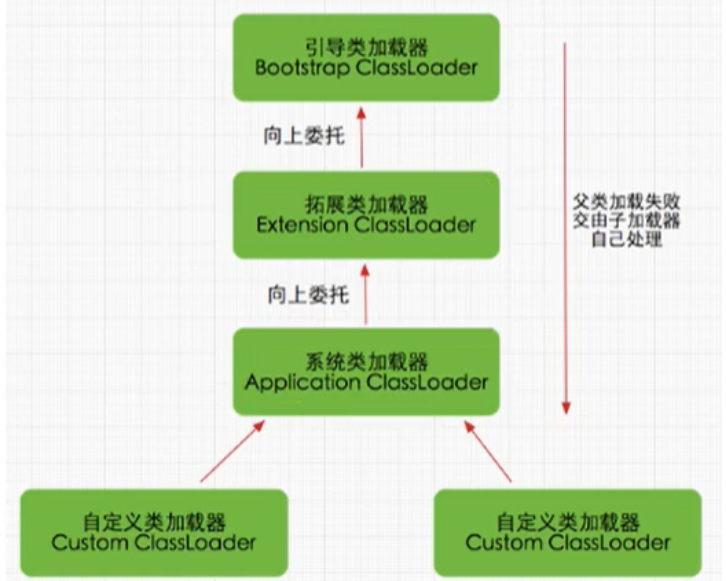 引导类加载器
Bootstrap ClassLoader
向上委托
拓展类加载器
Extension ClassLoader
父类加载失败
交由子加载器
自己处理
向上委托
系统类加载器
Application ClassLoader
自定义类加载器
Custom ClassLoader
自定义类加载器
Custom ClassLoader